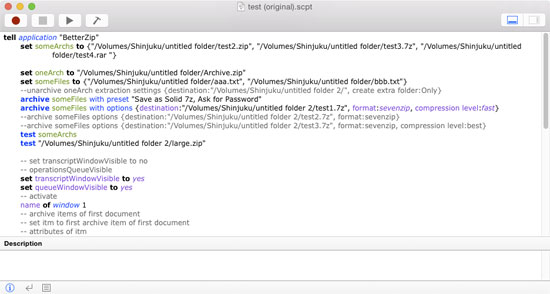 test (original).scpt
tell application "BetterZip"
set someArchs to {"/Volumes/Shinjuku/untitled folder/test2.zip", "/Volumes/Shinjuku/untitled folder/test3.7z", "/Volumes/Shinjuku/untitled
folder/test4.rar "}
set oneArch to "/Volumes/Shinjuku/untitled folder/Archive.zip"
set someFiles to {"/Volumes/Shinjuku/untitled folder/aaa.txt", "/Volumes/Shinjuku/untitled folder/bbb.txt"}
--unarchive oneArch extraction settings {destination:"/Volumes/Shinjuku/untitled folder 2/", create extra folder:Only}
archive someFiles with preset "Save as Solid 7z, Ask for Password"
archive someFiles with options {destination:"/Volumes/Shinjuku/untitled folder 2/test1.7z", format:sevenzip, compression level:fast}
--archive someFiles options {destination:"/Volumes/Shinjuku/untitled folder 2/test2.7z", format:sevenzip}
--archive someFiles options {destination:"/Volumes/Shinjuku/untitled folder 2/test3.7z", format:sevenzip, compression level:best}
test someArchs
test "/Volumes/Shinjuku/untitled folder 2/large.zip"
-- set transcriptWindowVisible to no
-- operationsQueueVisible
set transcriptWindowVisible to yes
set queueWindowVisible to yes
-- activate
name of window 1
-- archive items of first document
-- set itm to first archive item of first document
-- attributes of itm
Description